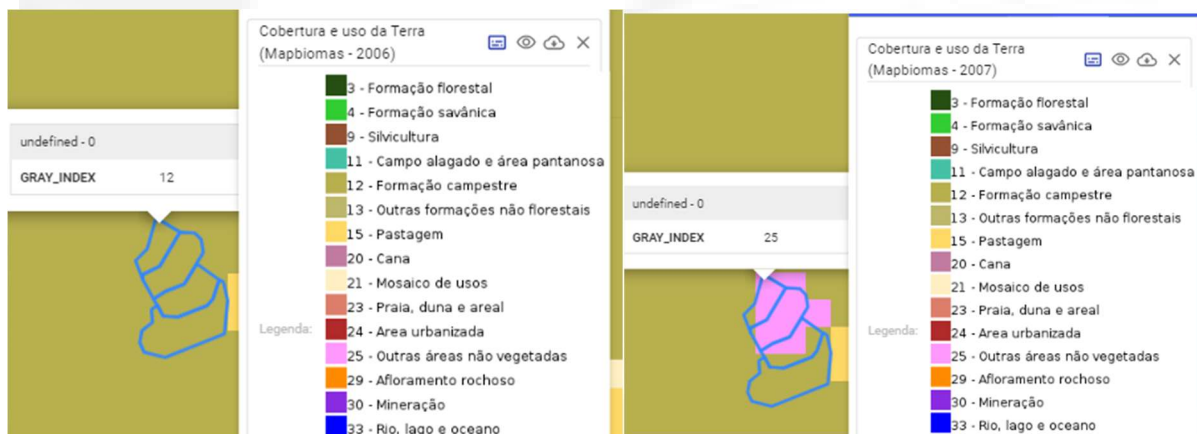 Cobertura e uso da Terra
(Mapbiomas - 2006)
3 - Formação florestal
4 - Formação savânica
9 - Silvicultura
11 - Campo alagado e área pantanosa
12 - Formação campestre
13 - Outras formações não florestais
15 - Pastagem
20 - Cana
21 - Mosaico de usos
23 - Praia, duna e areal
Legenda:
24 - Area urbanizada
25 - Outras áreas não vegetadas
29 - Afloramento rochoso
30 - Mineração
33 - Rio, lago e oceano
undefined - 0
GRAY_INDEX 12
Cobertura e uso da Terra
(Mapbiomas - 2007)
3 - Formação florestal
4 - Formação savânica
9 - Silvicultura
11 - Campo alagado e área pantanosa
12 - Formação campestre
13 - Outras formações não florestais
15 - Pastagem
20 - Cana
21 - Mosaico de usos
23 - Praia, duna e areal
Legenda:
24 - Area urbanizada
25 - Outras áreas não vegetadas
29 - Afloramento rochoso
30 - Mineração
33 - Rio, lago e oceano
undefined - 0
GRAY_INDEX 25